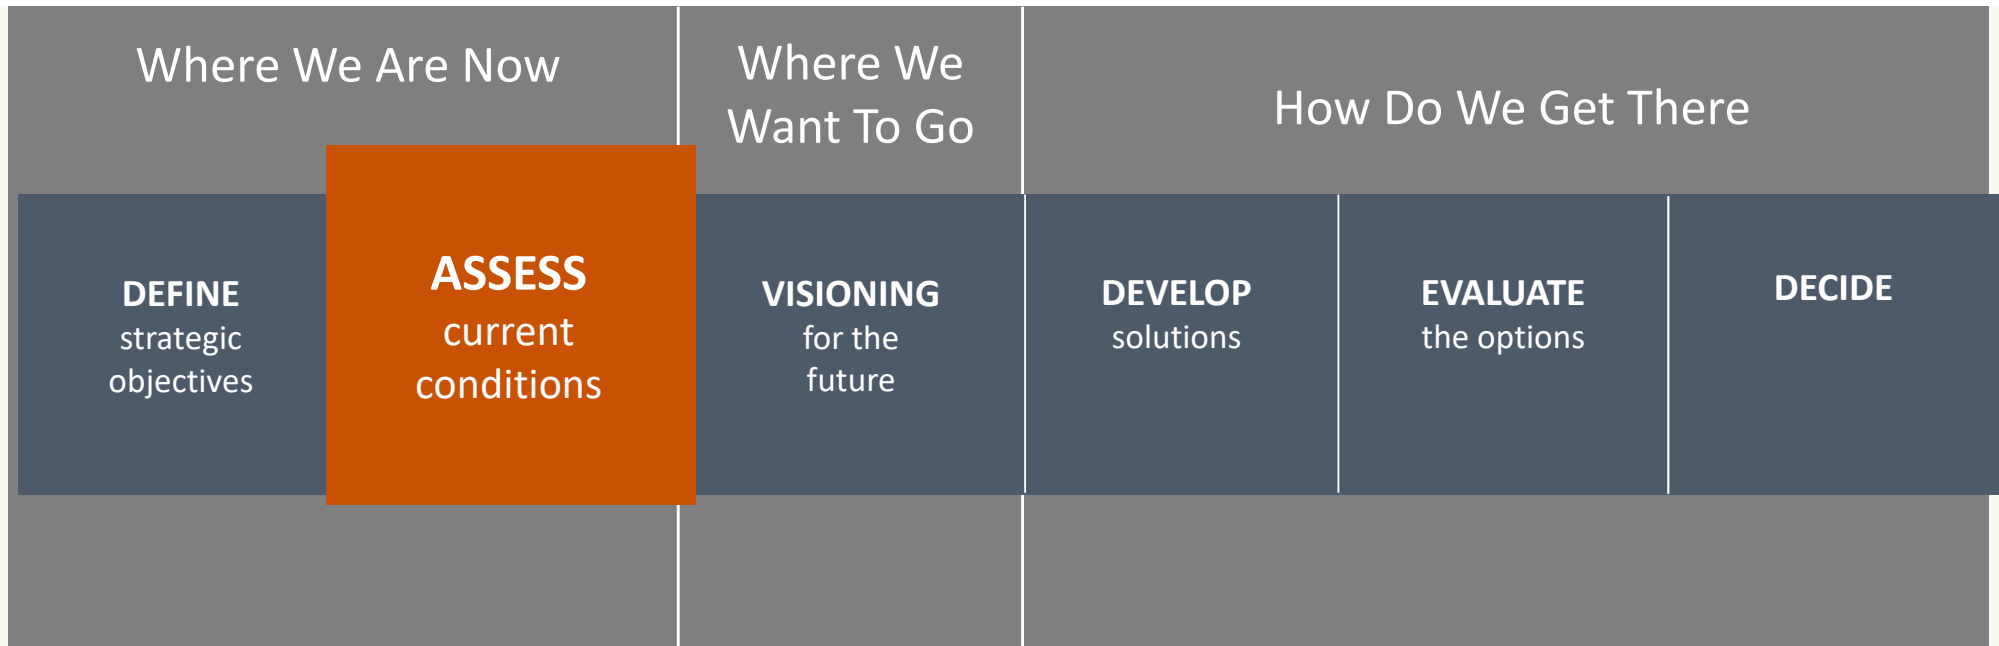 Where We Are Now
Where We
Want To Go
How Do We Get There
DEFINE
strategic
objectives
ASSESS
current
conditions
VISIONING
for the
future
DEVELOP
solutions
EVALUATE
the options
DECIDE